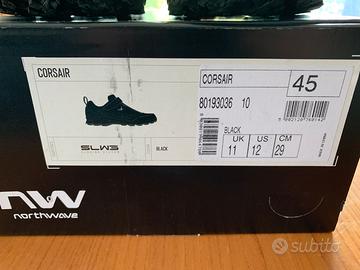 CORSAIR
SLW3
BLACK
CORSAIR
45
80193036 10
BLACK
UK US CM
11 12 29
NW
northwave
subito